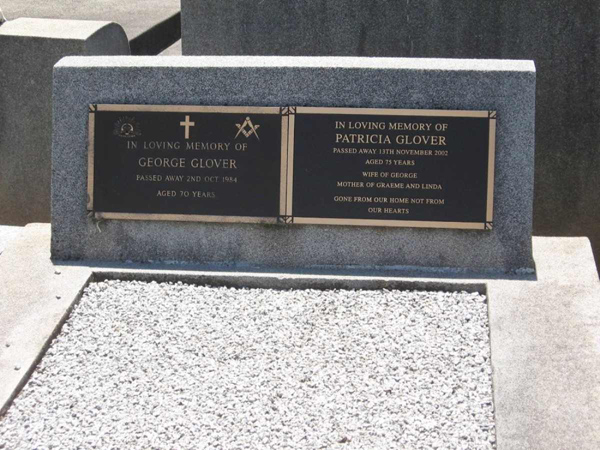 IN LOVING MEMORY OF
GEORGE GLOVER
PASSED AWAY 2ND OCT 1984
AGED 70 YEARS
IN LOVING MEMORY OF
PATRICIA GLOVER
PASSED AWAY 13TH NOVEMBER 2002
AGED 75 YEARS
WIFE OF GEORGE
MOTHER OF GRAEME AND LINDA
GONE FROM OUR HOME NOT FROM
OUR HEARTS